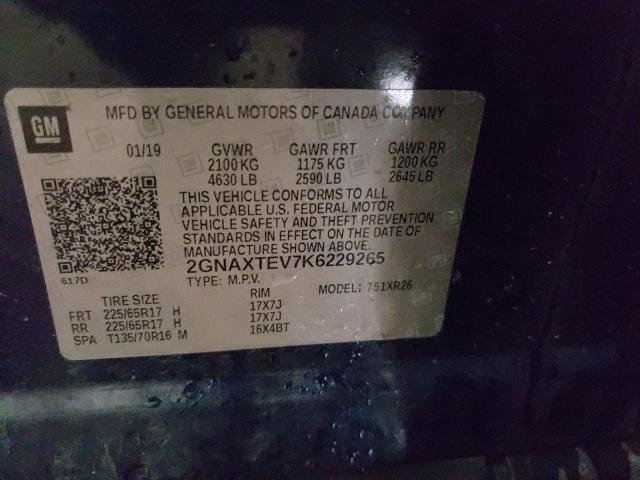 GM
MFD BY GENERAL MOTORS OF CANADA COMPANY
01/19 GVWR GAWR FRT GAWR RR
2100 KG 1175 KG 1200 KG
4630 LB 2590 LB 2645 LB
THIS VEHICLE CONFORMS TO ALL
APPLICABLE U.S. FEDERAL MOTOR
VEHICLE SAFETY AND THEFT PREVENTION
STANDARDS IN EFFECT ON THE DATE OF
MANUFACTURE SHOWN ABOVE.
2GNAXTEV7K6229265
617D
TYPE: M.P.V. MODEL: 751XR26
TIRE SIZE RIM
FRT 225/65R17 H 17X7J
RR 225/65R17 H 17X7J
SPA T135/70R16 M 16X4BT